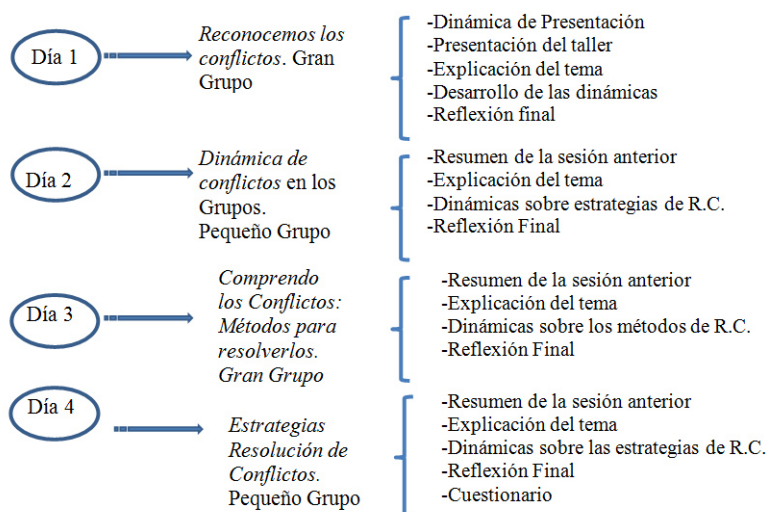 Día 1
Reconocemos los
conflictos. Gran
Grupo
-Dinámica de Presentación
-Presentación del taller
-Explicación del tema
-Desarrollo de las dinámicas
-Reflexión final
Día 2
Dinámica de
conflictos en los
Grupos.
Pequeño Grupo
-Resumen de la sesión anterior
-Explicación del tema
-Dinámicas sobre estrategias de R.C.
-Reflexión Final
Día 3
Comprendo
los Conflictos:
Métodos para
resolverlos.
Gran Grupo
-Resumen de la sesión anterior
-Explicación del tema
-Dinámicas sobre los métodos de R.C.
-Reflexión Final
Día 4
Estrategias
Resolución de
Conflictos.
Pequeño Grupo
-Resumen de la sesión anterior
-Explicación del tema
-Dinámicas sobre las estrategias de R.C.
-Reflexión Final
-Cuestionario